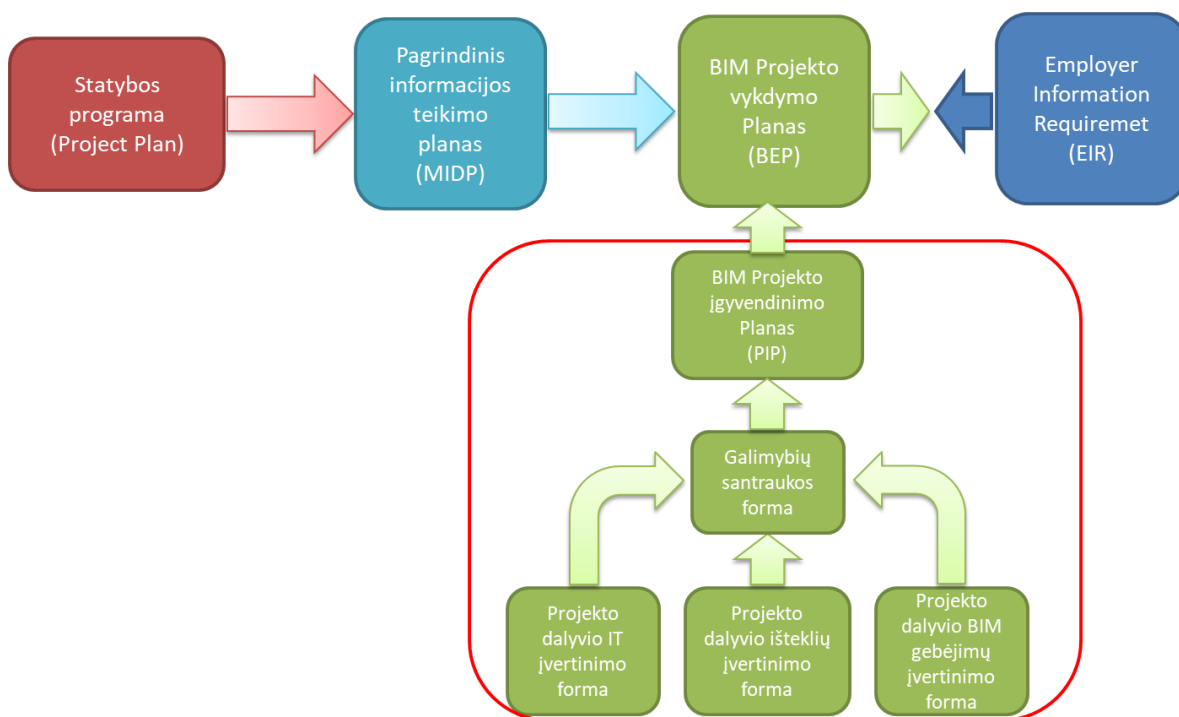 Statybos
programa
(Project Plan)
Pagrindinis
informacijos
teikimo
planas
(MIDP)
BIM Projekto
vykdymo
Planas
(BEP)
Employer
Information
Requiremet
(EIR)
BIM Projekto
įgyvendinimo
Planas
(PIP)
Galimybių
santraukos
forma
Projekto
dalyvio IT
įvertinimo
forma
Projekto
dalyvio išteklių
įvertinimo
forma
Projekto
dalyvio BIM
gebėjimų
įvertinimo
forma